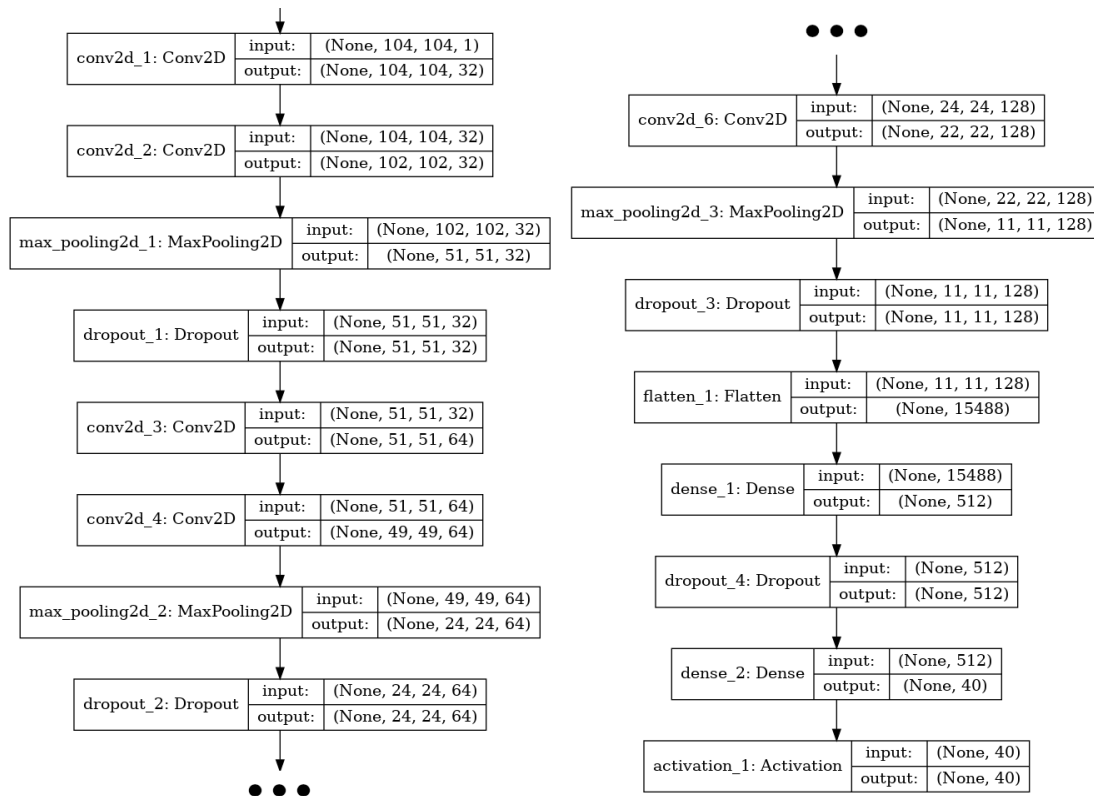 conv2d_1: Conv2D
input: (None, 104, 104, 1)
output: (None, 104, 104, 32)
conv2d_2: Conv2D
input: (None, 104, 104, 32)
output: (None, 102, 102, 32)
max_pooling2d_1: MaxPooling2D
input: (None, 102, 102, 32)
output: (None, 51, 51, 32)
dropout_1: Dropout
input: (None, 51, 51, 32)
output: (None, 51, 51, 32)
conv2d_3: Conv2D
input: (None, 51, 51, 32)
output: (None, 51, 51, 64)
conv2d_4: Conv2D
input: (None, 51, 51, 64)
output: (None, 49, 49, 64)
max_pooling2d_2: MaxPooling2D
input: (None, 49, 49, 64)
output: (None, 24, 24, 64)
dropout_2: Dropout
input: (None, 24, 24, 64)
output: (None, 24, 24, 64)
conv2d_6: Conv2D
input: (None, 24, 24, 128)
output: (None, 22, 22, 128)
max_pooling2d_3: MaxPooling2D
input: (None, 22, 22, 128)
output: (None, 11, 11, 128)
dropout_3: Dropout
input: (None, 11, 11, 128)
output: (None, 11, 11, 128)
flatten_1: Flatten
input: (None, 11, 11, 128)
output: (None, 15488)
dense_1: Dense
input: (None, 15488)
output: (None, 512)
dropout_4: Dropout
input: (None, 512)
output: (None, 512)
dense_2: Dense
input: (None, 512)
output: (None, 40)
activation_1: Activation
input: (None, 40)
output: (None, 40)